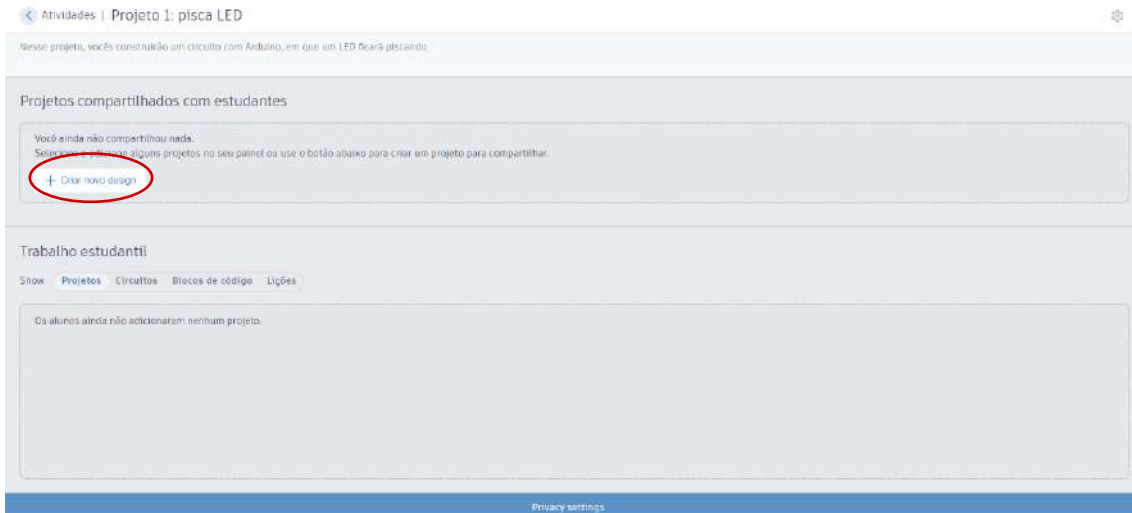 Atividades | Projeto 1: pisca LED
Nesse projeto, vocês construirão um circuito com Arduino, em que um LED ficará piscando.
Projetos compartilhados com estudantes
Você ainda não compartilhou nada.
Selecione e adicione alguns projetos no seu painel ou use o botão abaixo para criar um projeto para compartilhar.
+ Criar novo design
Trabalho estudantil
Show Projetos Circuitos Blocos de código Lições
Os alunos ainda não adicionaram nenhum projeto.
Privacy settings